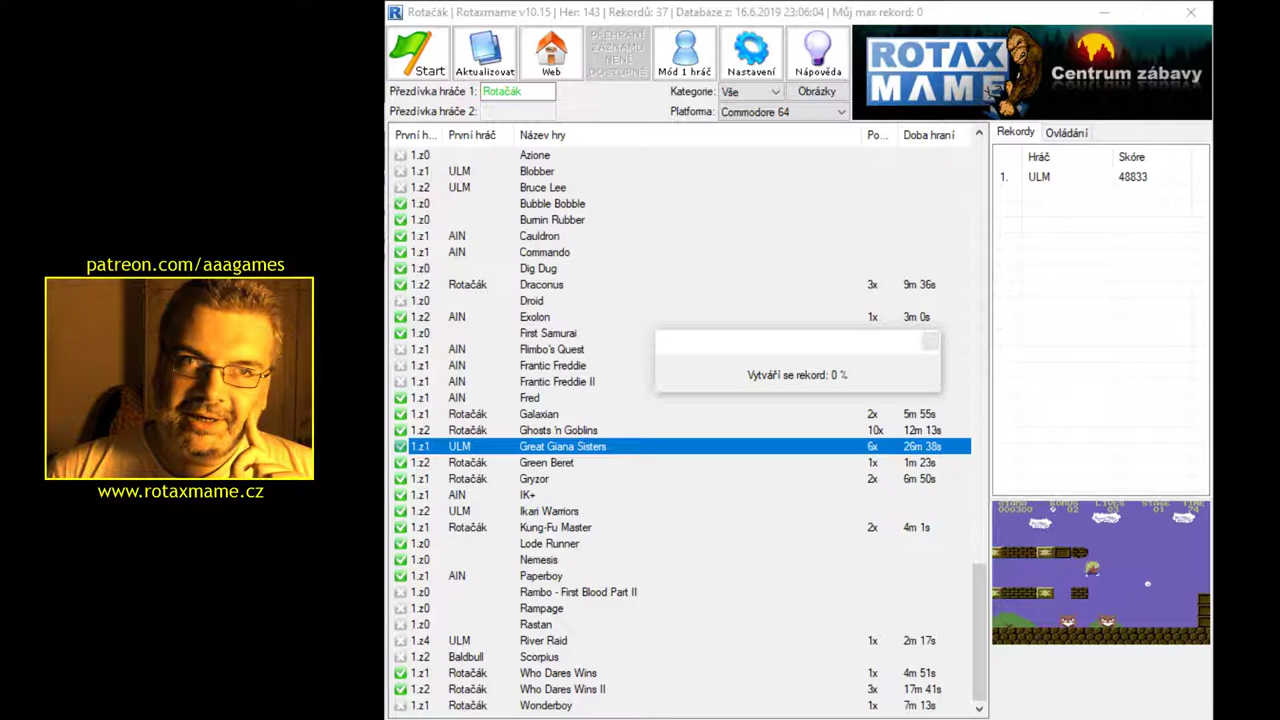 Rotačák | Rotaxmame v10.15 | Her: 143 | Rekordů: 37 | Databáze z: 16.6.2019 23:06:04 | Můj max rekord: 0
Start
Aktualizovat
Web
PŘEHRÁNÍ
ZÁZNAMU
NENÍ
DOSTUPNÉ
Mód 1 hráč
Nastavení
Nápověda
ROTAX
MAME
Centrum zábavy
Přezdívka hráče 1: Rotačák
Kategorie: Vše
Obrázky
Přezdívka hráče 2:
Platforma: Commodore 64
První h... První hráč Název hry Po... Doba hraní
1.z0 Azione
1.z1 ULM Blobber
1.z2 ULM Bruce Lee
1.z0 Bubble Bobble
1.z0 Burnin Rubber
1.z1 AIN Cauldron
1.z1 AIN Commando
1.z0 Dig Dug
1.z2 Rotačák Draconus 3x 9m 36s
1.z0 Droid
1.z2 AIN Exolon 1x 3m 0s
1.z0 First Samurai
1.z1 AIN Flimbo's Quest
1.z1 AIN Frantic Freddie
1.z1 AIN Frantic Freddie II
1.z1 AIN Fred
1.z1 Rotačák Galaxian 2x 5m 55s
1.z2 Rotačák Ghosts 'n Goblins 10x 12m 13s
1.z1 ULM Great Giana Sisters 6x 26m 38s
1.z2 Rotačák Green Beret 1x 1m 23s
1.z1 Rotačák Gryzor 2x 6m 50s
1.z1 AIN IK+
1.z2 ULM Ikari Warriors
1.z1 Rotačák Kung-Fu Master 2x 4m 1s
1.z0 Lode Runner
1.z0 Nemesis
1.z1 AIN Paperboy
1.z0 Rambo - First Blood Part II
1.z0 Rampage
1.z0 Rastan
1.z4 ULM River Raid 1x 2m 17s
1.z2 Baldbull Scorpius
1.z1 Rotačák Who Dares Wins 1x 4m 51s
1.z2 Rotačák Who Dares Wins II 3x 17m 41s
1.z0 Rotačák Wonderboy 1x 7m 13s
Vytváří se rekord: 0 %
Rekordy Ovládání
Hráč Skóre
1. ULM 48833
000300 02 03 01 24
patreon.com/aaagames
www.rotaxmame.cz